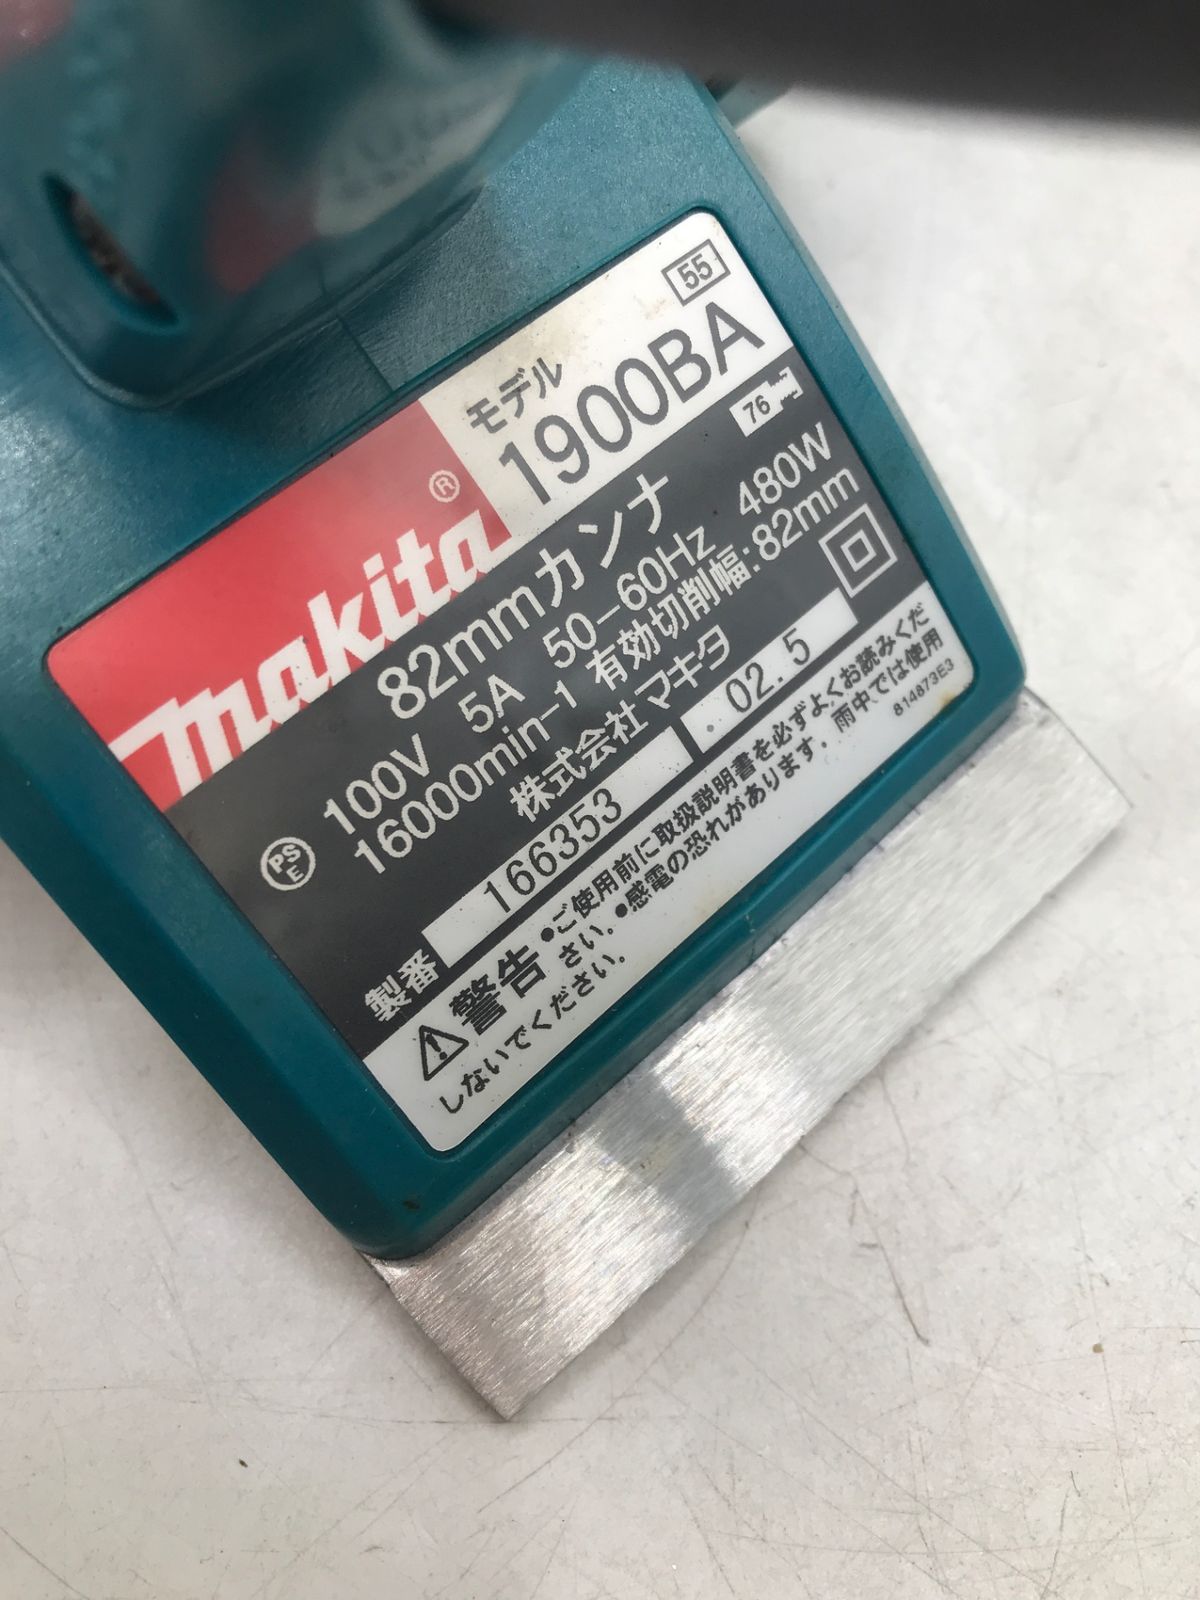 55
モデル
1900BA
makita®
76
82mmカンナ
100V 5A 50-60Hz 480W
16000min-1 有効切削幅:82mm
PSE
株式会社マキタ
製番 166353 .02.5
⚠警告 ●ご使用前に取扱説明書を必ずよくお読みくだ
さい。●感電の恐れがあります。雨中では使用
しないでください。
814873E3